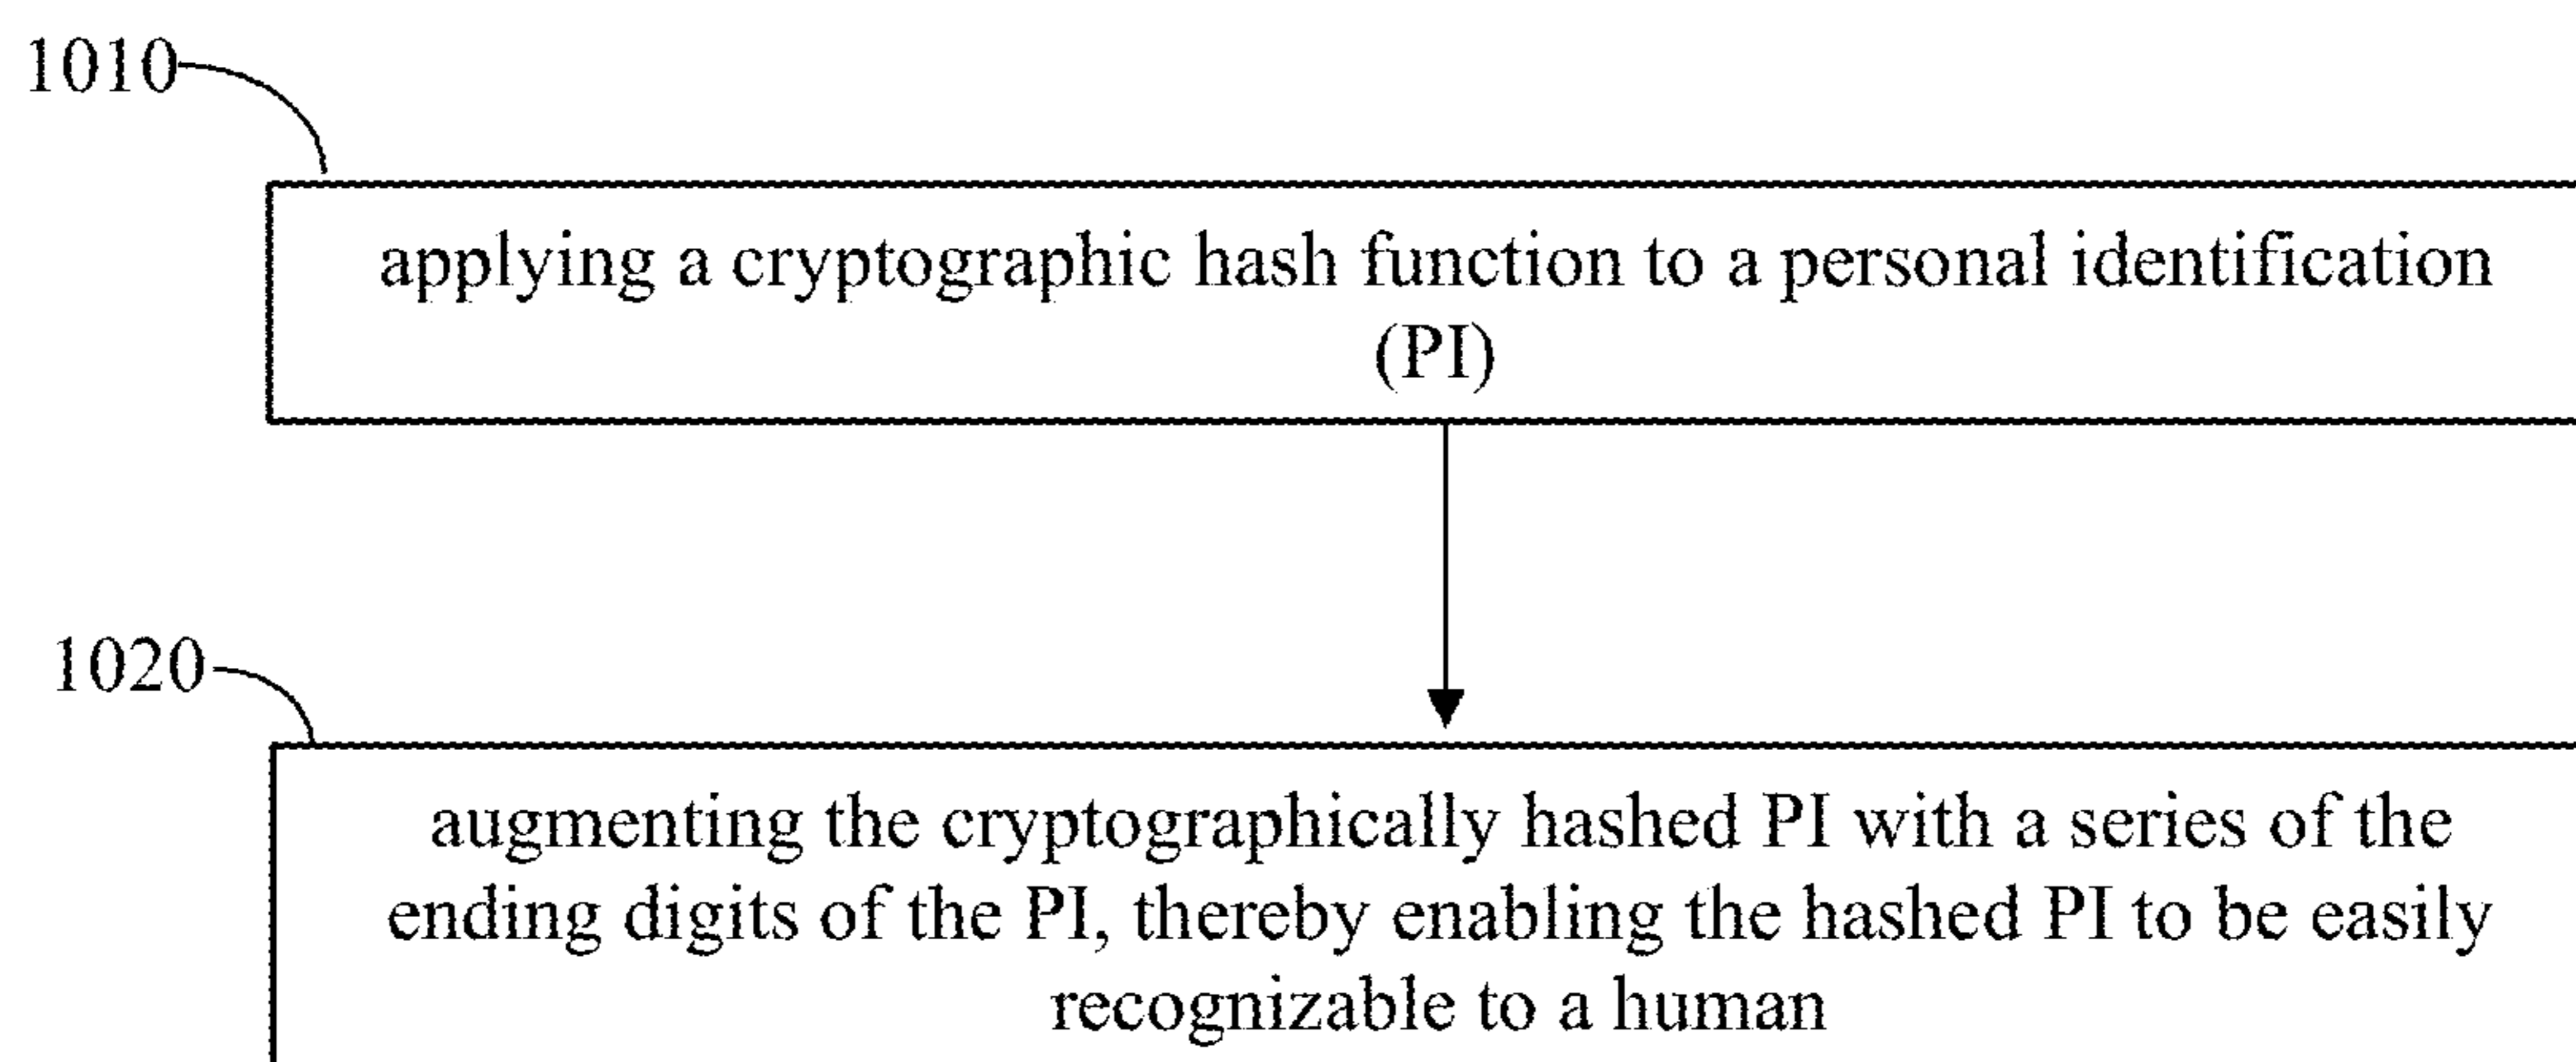 1010
applying a cryptographic hash function to a personal identification
(PI)
1020
augmenting the cryptographically hashed PI with a series of the
ending digits of the PI, thereby enabling the hashed PI to be easily
recognizable to a human